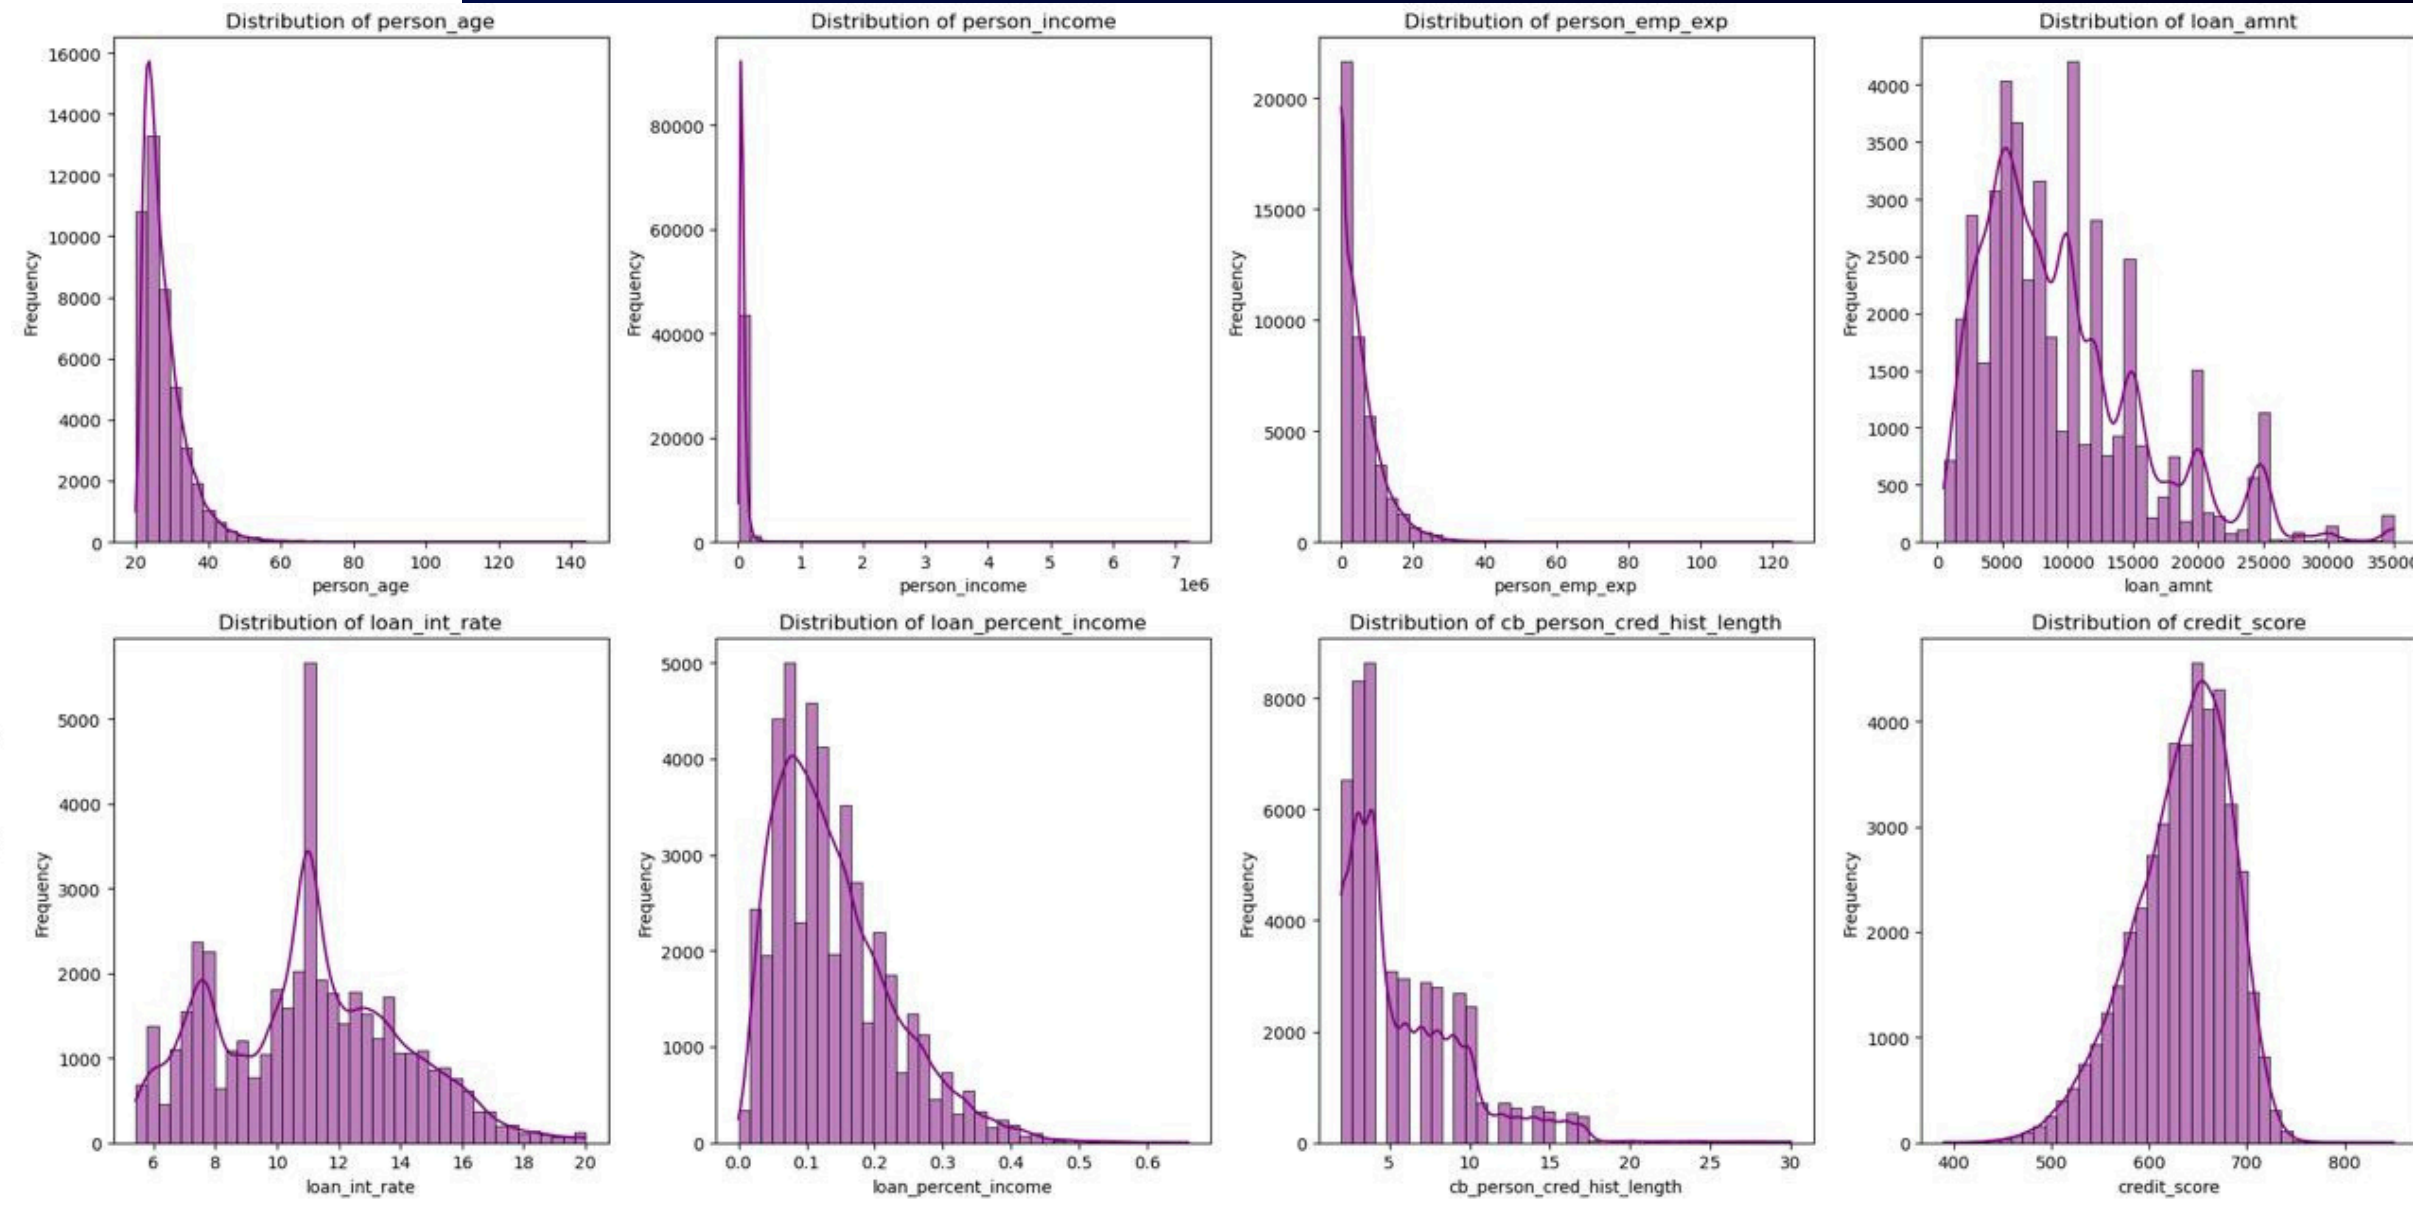 Distribution of person_age
16000
14000
12000
10000
8000
6000
4000
2000
0
Frequency
20 40 60 80 100 120 140
person_age
Distribution of person_income
80000
60000
40000
20000
0
Frequency
0 1 2 3 4 5 6 7
1e6
person_income
Distribution of person_emp_exp
20000
15000
10000
5000
0
Frequency
0 20 40 60 80 100 120
person_emp_exp
Distribution of loan_amnt
4000
3500
3000
2500
2000
1500
1000
500
0
Frequency
0 5000 10000 15000 20000 25000 30000 3500
loan_amnt
Distribution of loan_int_rate
5000
4000
3000
2000
1000
0
Frequency
6 8 10 12 14 16 18 20
loan_int_rate
Distribution of loan_percent_income
5000
4000
3000
2000
1000
0
Frequency
0.0 0.1 0.2 0.3 0.4 0.5 0.6
loan_percent_income
Distribution of cb_person_cred_hist_length
8000
6000
4000
2000
0
Frequency
5 10 15 20 25 30
cb_person_cred_hist_length
Distribution of credit_score
4000
3000
2000
1000
0
Frequency
400 500 600 700 800
credit_score